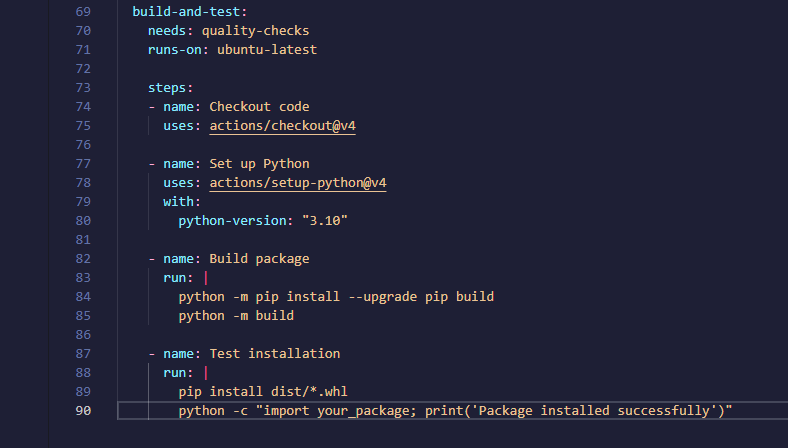 69 build-and-test:
70 needs: quality-checks
71 runs-on: ubuntu-latest
72
73 steps:
74 - name: Checkout code
75 uses: actions/checkout@v4
76
77 - name: Set up Python
78 uses: actions/setup-python@v4
79 with:
80 python-version: "3.10"
81
82 - name: Build package
83 run: |
84 python -m pip install --upgrade pip build
85 python -m build
86
87 - name: Test installation
88 run: |
89 pip install dist/*.whl
90 python -c "import your_package; print('Package installed successfully')"